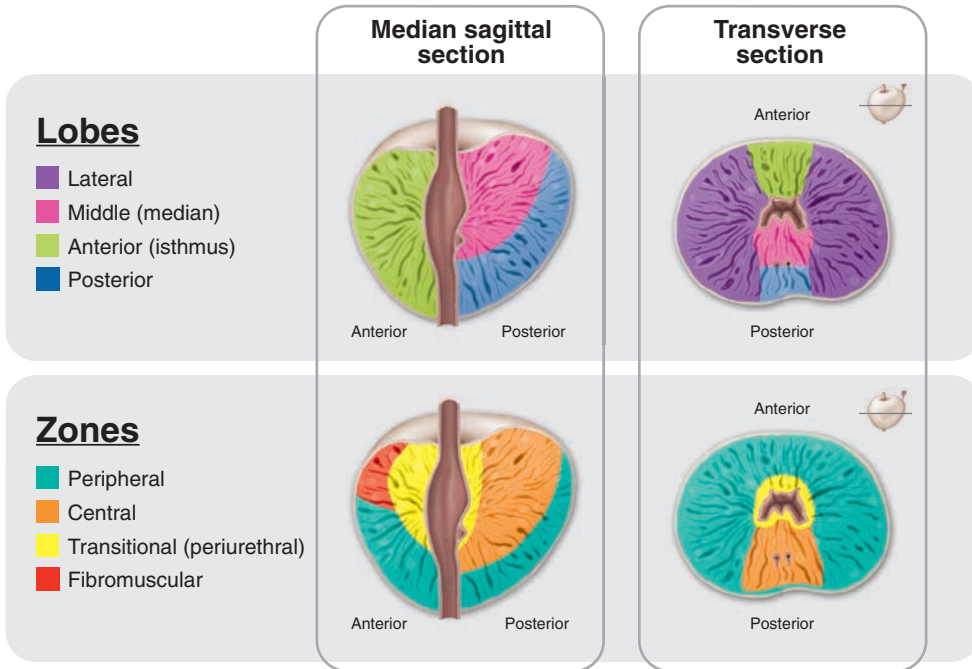 Median sagittal
section
Transverse
section
Lobes
Lateral
Middle (median)
Anterior (isthmus)
Posterior
Anterior
Posterior
Anterior
Posterior
Zones
Peripheral
Central
Transitional (periurethral)
Fibromuscular
Anterior
Posterior
Anterior
Posterior